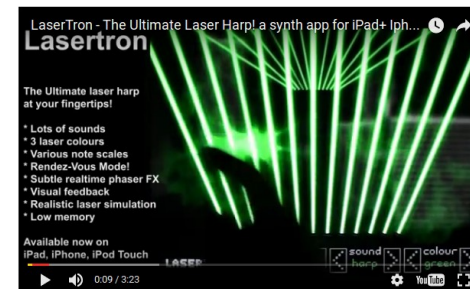 LaserTron - The Ultimate Laser Harp! a synth app for iPad+ Iph...
Lasertron
The Ultimate laser harp
at your fingertips!
* Lots of sounds
* 3 laser colours
* Various note scales
* Rendez-Vous Mode!
* Subtle realtime phaser FX
* Visual feedback
* Realistic laser simulation
* Low memory
Available now on
iPad, iPhone, iPod Touch
LASER
sound
harp
colour
green
0:09 / 3:23
YouTube